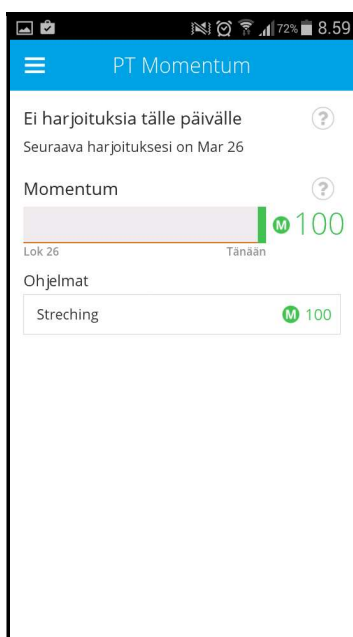 72% 8.59
PT Momentum
Ei harjoituksia tälle päivälle ?
Seuraava harjoituksesi on Mar 26
Momentum ?
M 100
Lok 26 Tänään
Ohjelmat
Streching M 100